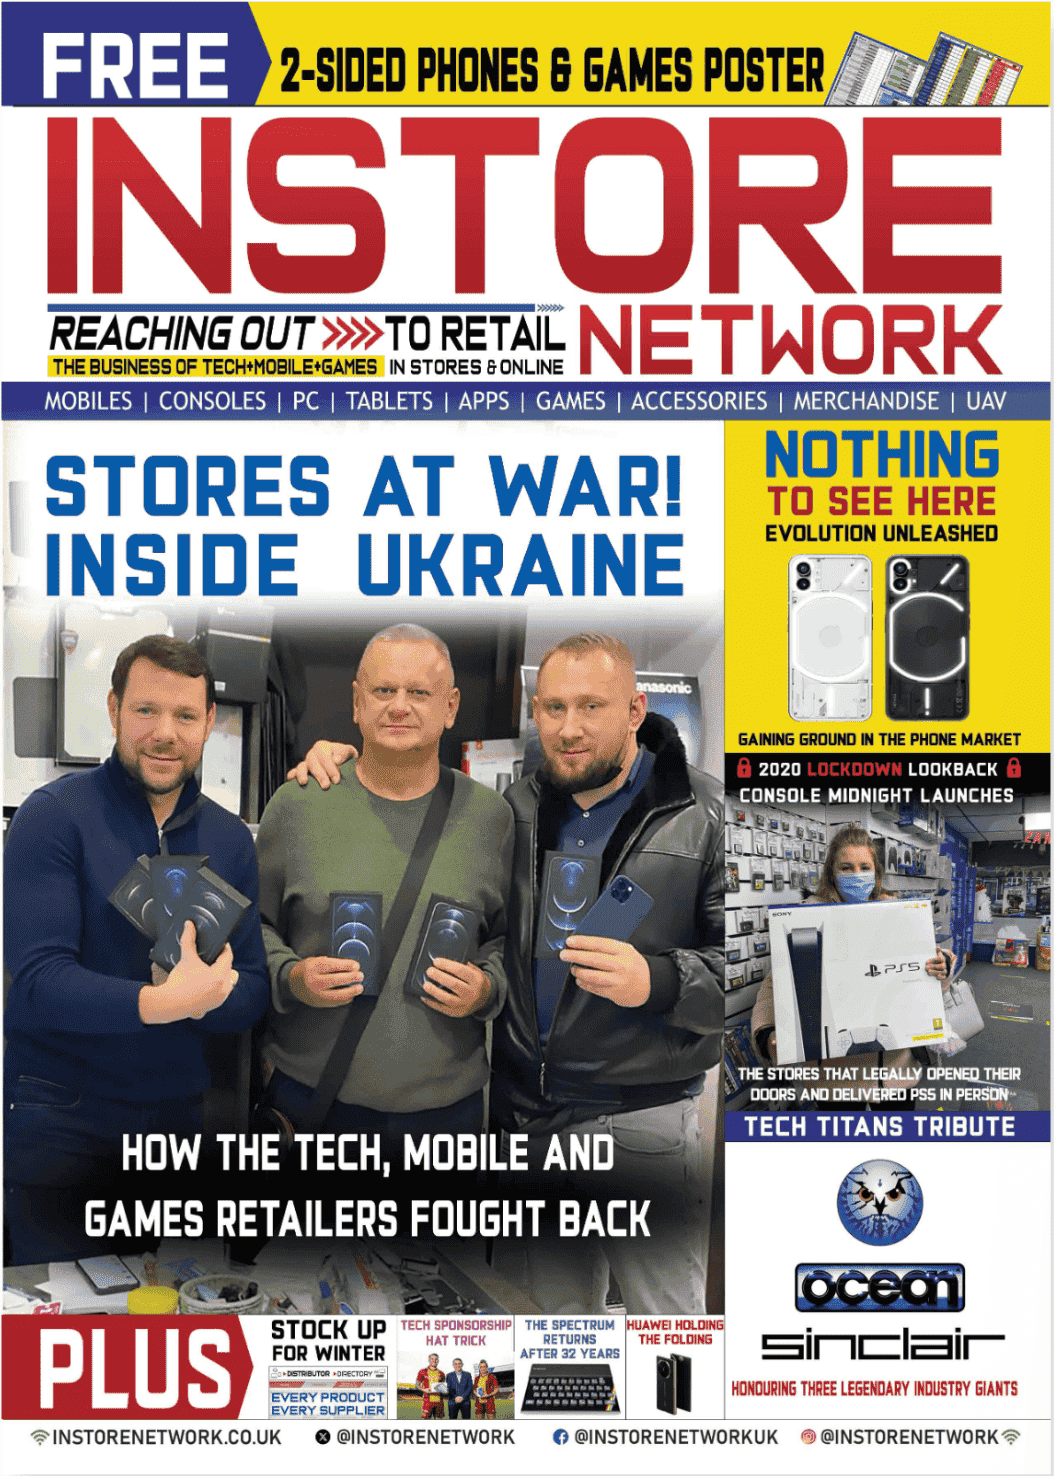 FREE
2-SIDED PHONES & GAMES POSTER
INSTORE
NETWORK
REACHING OUT >>>> TO RETAIL
THE BUSINESS OF TECH+MOBILE+GAMES IN STORES & ONLINE
MOBILES | CONSOLES | PC | TABLETS | APPS | GAMES | ACCESSORIES | MERCHANDISE | UAV
STORES AT WAR!
INSIDE UKRAINE
anasonic
HOW THE TECH, MOBILE AND
GAMES RETAILERS FOUGHT BACK
NOTHING
TO SEE HERE
EVOLUTION UNLEASHED
GAINING GROUND IN THE PHONE MARKET
2020 LOCKDOWN LOOKBACK
CONSOLE MIDNIGHT LAUNCHES
SONY
PS5
THE STORES THAT LEGALLY OPENED THEIR
DOORS AND DELIVERED PS5 IN PERSON
TECH TITANS TRIBUTE
ocean
sinclair
HONOURING THREE LEGENDARY INDUSTRY GIANTS
PLUS
STOCK UP
FOR WINTER
DISTRIBUTOR DIRECTORY
EVERY PRODUCT
EVERY SUPPLIER
TECH SPONSORSHIP
HAT TRICK
THE SPECTRUM
RETURNS
AFTER 32 YEARS
HUAWEI HOLDING
THE FOLDING
INSTORENETWORK.CO.UK @INSTORENETWORK @INSTORENETWORKUK @INSTORENETWORK